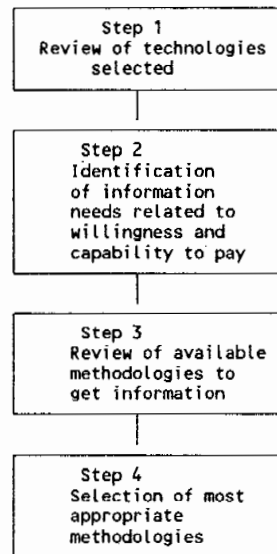 Step 1
Review of technologies
selected
Step 2
Identification
of information
needs related to
willingness and
capability to pay
Step 3
Review of available
methodologies to
get information
Step 4
Selection of most
appropriate
methodologies